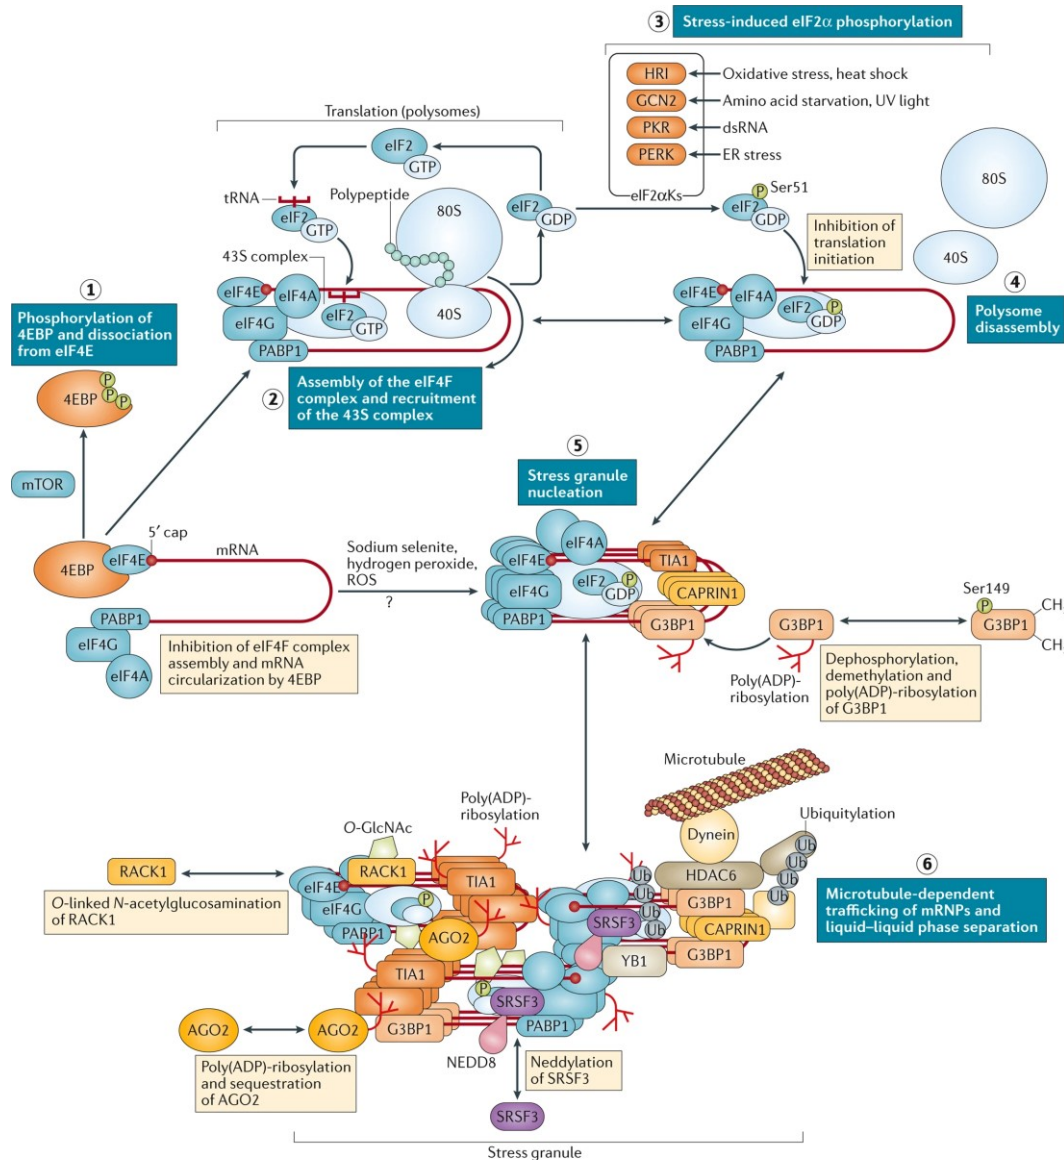 3 Stress-induced eIF2α phosphorylation
HRI
Oxidative stress, heat shock
GCN2
Amino acid starvation, UV light
PKR
dsRNA
PERK
ER stress
eIF2αKs
Translation (polysomes)
eIF2
GTP
tRNA
eIF2
GTP
Polypeptide
80S
eIF2
GDP
P
Ser51
eIF2
GDP
80S
Inhibition of
translation
initiation
40S
43S complex
eIF4E
eIF4A
eIF4G
eIF2
GTP
40S
PABP1
eIF4E
eIF4A
eIF4G
eIF2
P
GDP
PABP1
4
Polysome
disassembly
1
Phosphorylation of
4EBP and dissociation
from eIF4E
4EBP
P
P
P
2
Assembly of the eIF4F
complex and recruitment
of the 43S complex
mTOR
5
Stress granule
nucleation
5′ cap
4EBP
eIF4E
mRNA
Sodium selenite,
hydrogen peroxide,
ROS
?
PABP1
eIF4G
eIF4A
Inhibition of eIF4F complex
assembly and mRNA
circularization by 4EBP
eIF4A
eIF4E
TIA1
eIF4G
eIF2
P
GDP
CAPRIN1
PABP1
G3BP1
G3BP1
Poly(ADP)-
ribosylation
Ser149
P
G3BP1
CH
CH
Dephosphorylation,
demethylation and
poly(ADP)-ribosylation
of G3BP1
Microtubule
Poly(ADP)-
ribosylation
Dynein
Ubiquitylation
O-GlcNAc
RACK1
RACK1
eIF4E
TIA1
eIF4G
P
PABP1
AGO2
Ub
Ub
Ub
Ub
Ub
Ub
Ub
Ub
HDAC6
G3BP1
SRSF3
CAPRIN1
YB1
G3BP1
6
Microtubule-dependent
trafficking of mRNPs and
liquid–liquid phase separation
O-linked N-acetylglucosamination
of RACK1
TIA1
P
SRSF3
G3BP1
PABP1
AGO2
AGO2
NEDD8
Poly(ADP)-ribosylation
and sequestration
of AGO2
Neddylation
of SRSF3
SRSF3
Stress granule